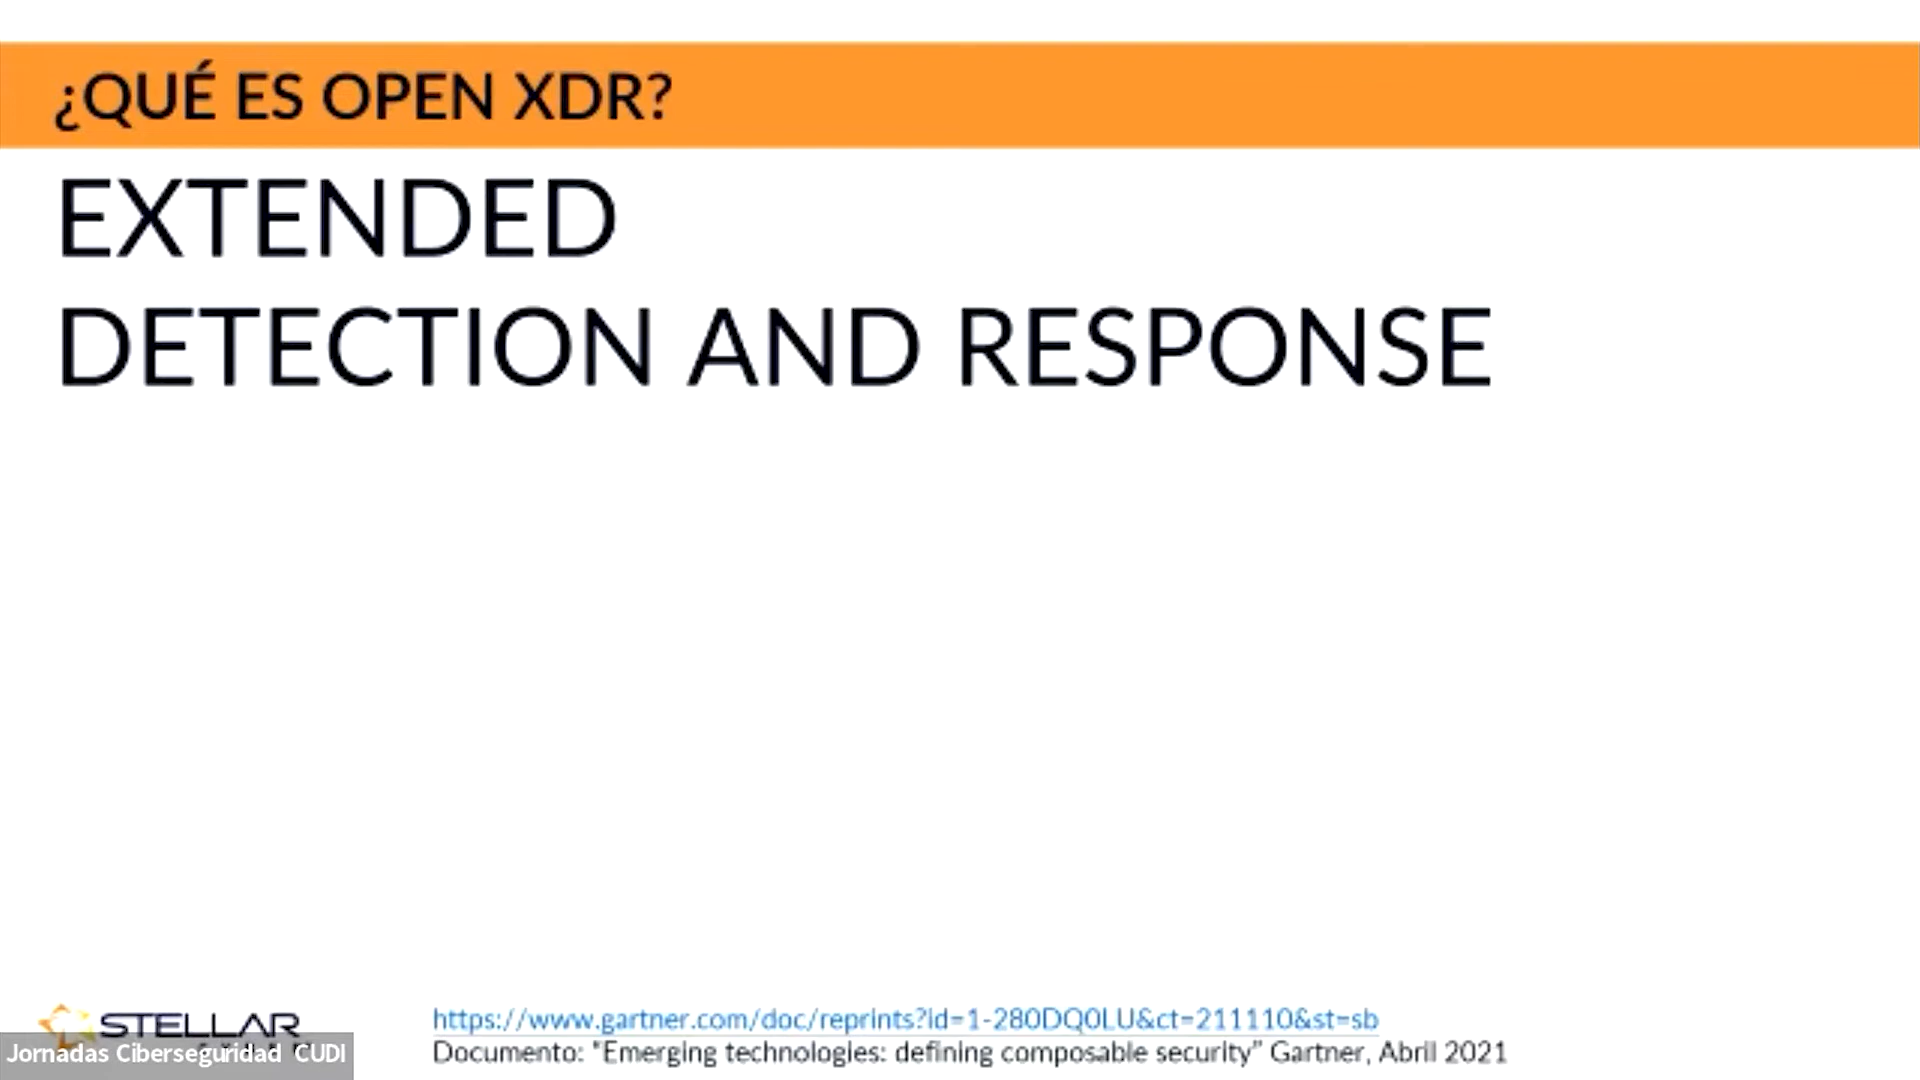 ¿QUÉ ES OPEN XDR?
EXTENDED
DETECTION AND RESPONSE
STELLAR
https://www.gartner.com/doc/reprints?id=1-280DQ0LU&ct=211110&st=sb
Jornadas Ciberseguridad CUDI
Documento: "Emerging technologies: defining composable security” Gartner, Abril 2021